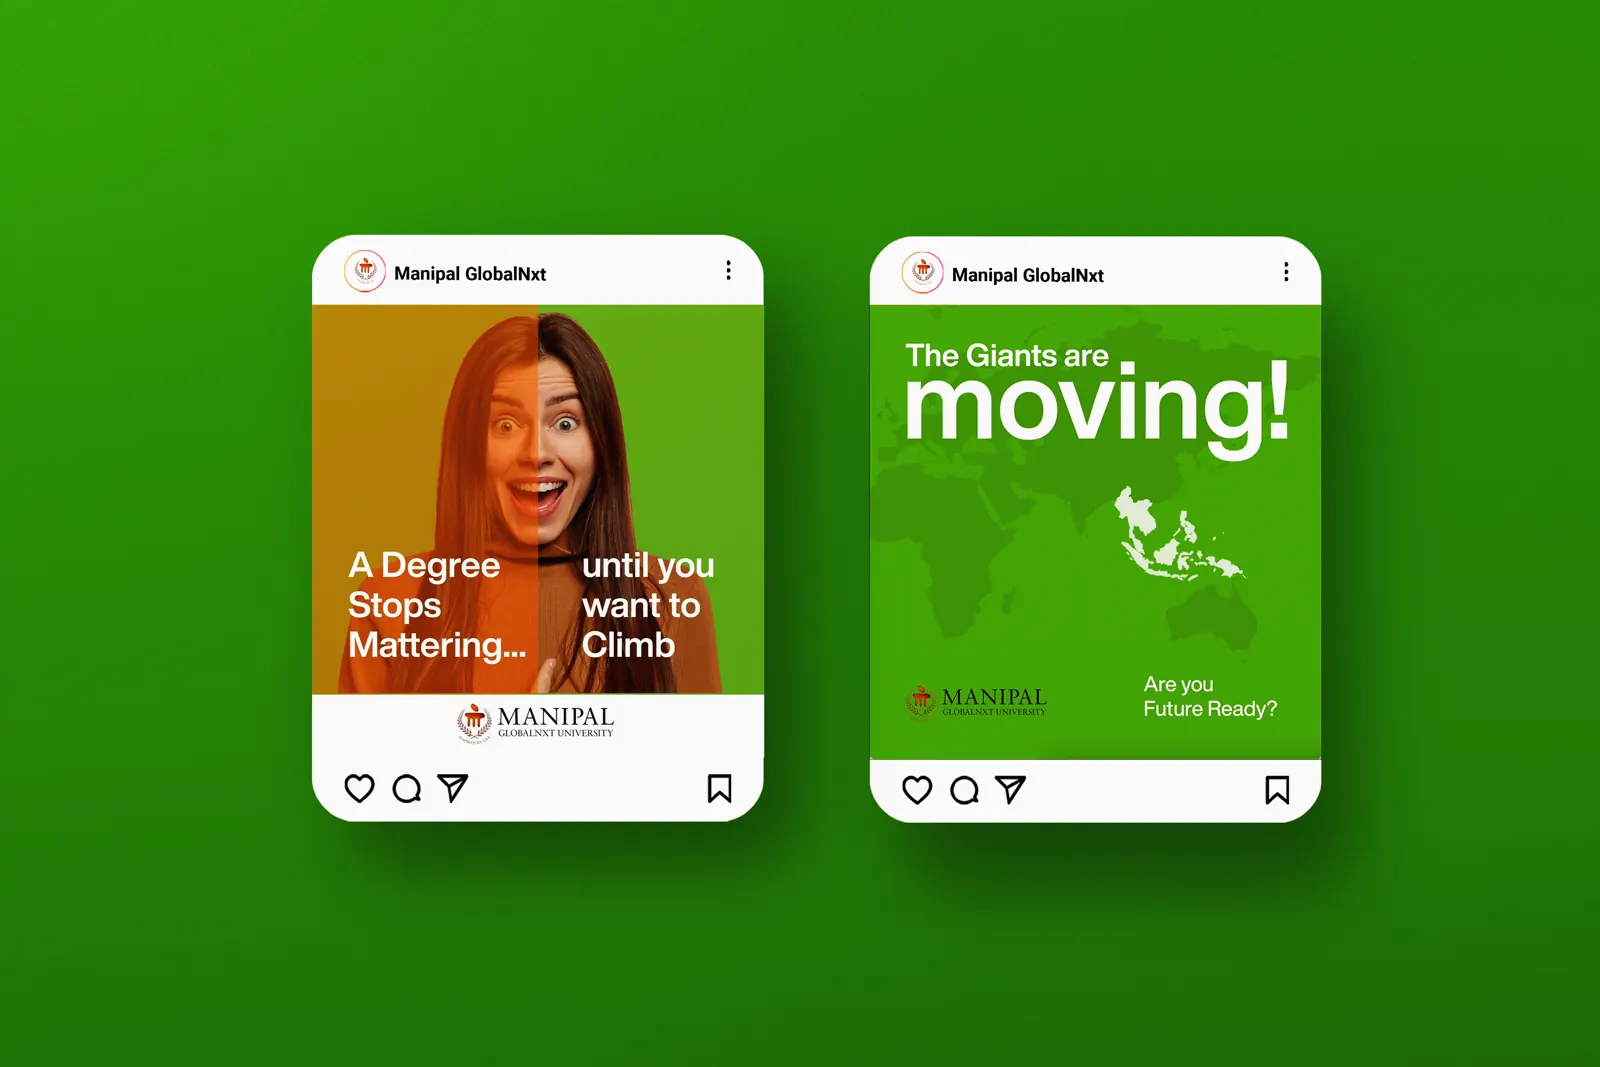 Manipal GlobalNxt
A Degree
Stops
Mattering...
until you
want to
Climb
MANIPAL
GLOBALNXT UNIVERSITY
Manipal GlobalNxt
The Giants are
moving!
MANIPAL
GLOBALNXT UNIVERSITY
Are you
Future Ready?